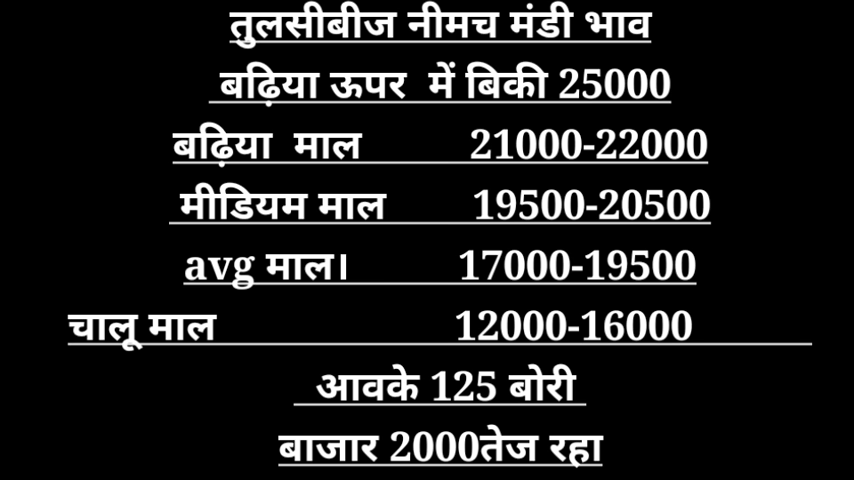 तुलसीबीज नीमच मंडी भाव
बढ़िया ऊपर में बिकी 25000
बढ़िया माल 21000-22000
मीडियम माल 19500-20500
avg माल। 17000-19500
चालू माल 12000-16000
आवके 125 बोरी
बाजार 2000तेज रहा